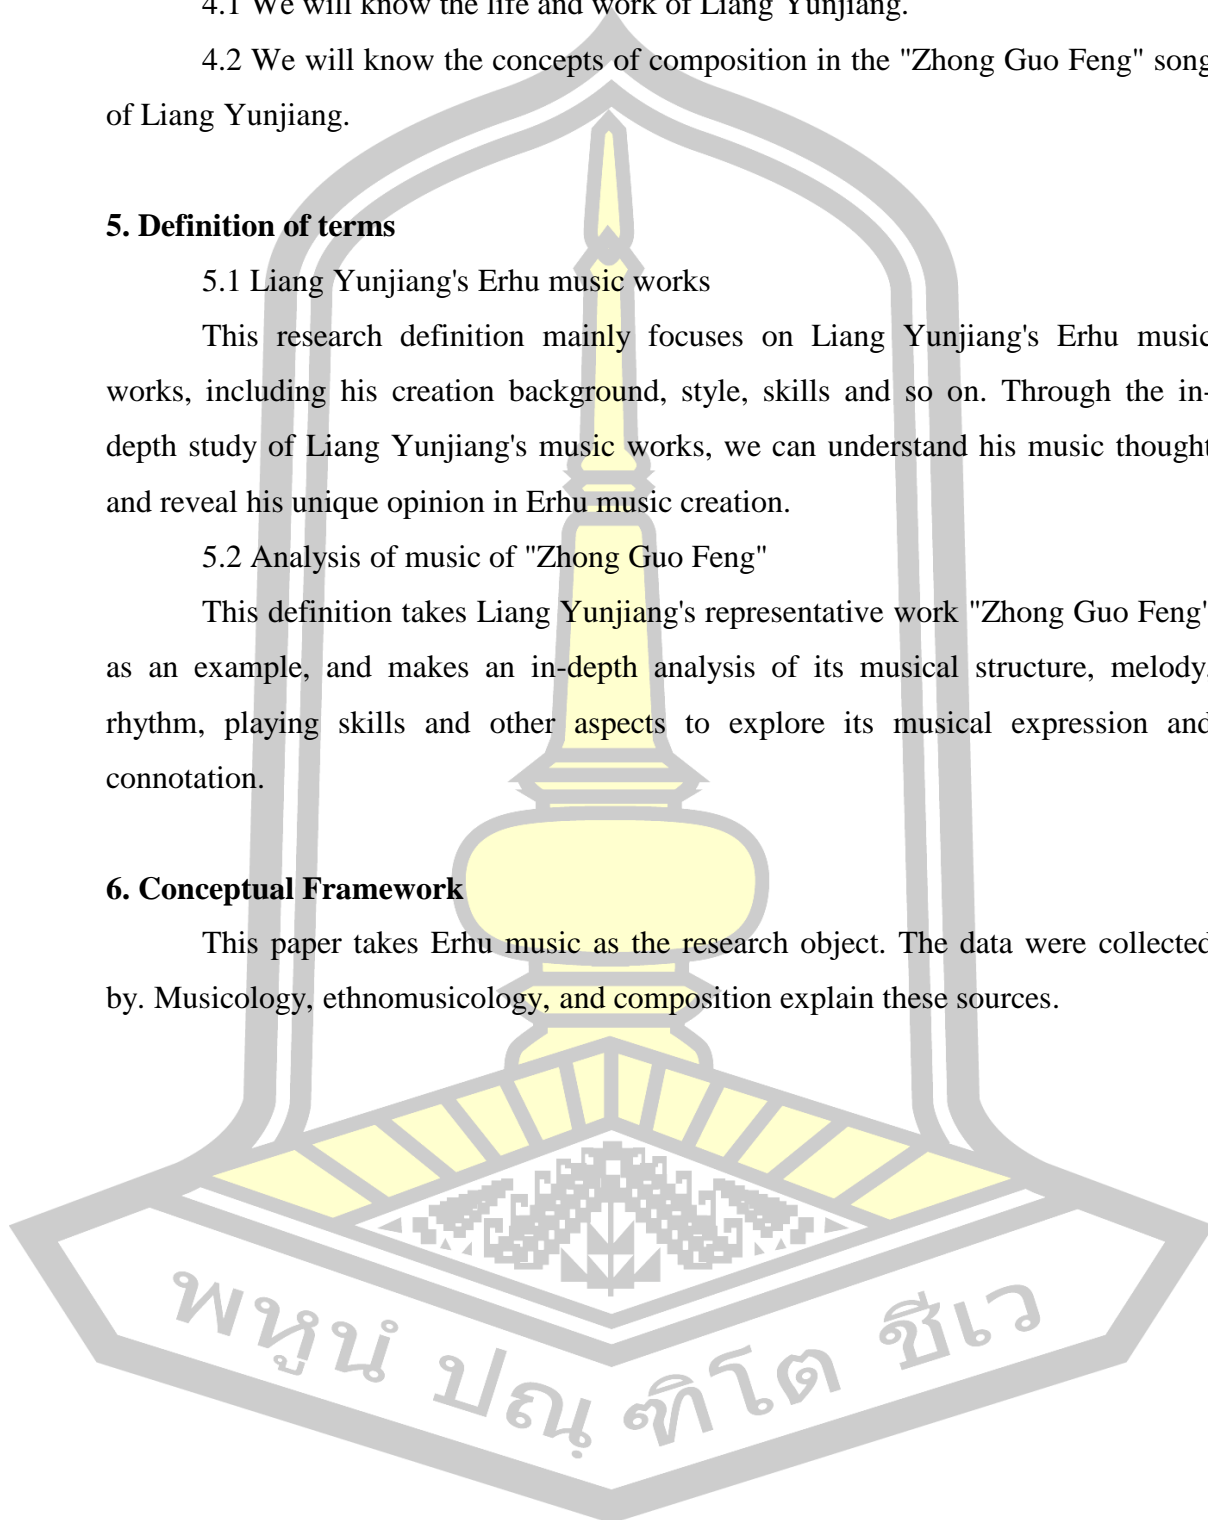 4.1 We will know the life and work of Liang Yunjiang.
4.2 We will know the concepts of composition in the "Zhong Guo Feng" song
of Liang Yunjiang.
5. Definition of terms
5.1 Liang Yunjiang's Erhu music works
This research definition mainly focuses on Liang Yunjiang's Erhu music
works, including his creation background, style, skills and so on. Through the in-
depth study of Liang Yunjiang's music works, we can understand his music thought
and reveal his unique opinion in Erhu music creation.
5.2 Analysis of music of "Zhong Guo Feng"
This definition takes Liang Yunjiang's representative work "Zhong Guo Feng"
as an example, and makes an in-depth analysis of its musical structure, melody,
rhythm, playing skills and other aspects to explore its musical expression and
connotation.
6. Conceptual Framework
This paper takes Erhu music as the research object. The data were collected
by. Musicology, ethnomusicology, and composition explain these sources.
พหูนํ ปณฺฑิโต ชีเว